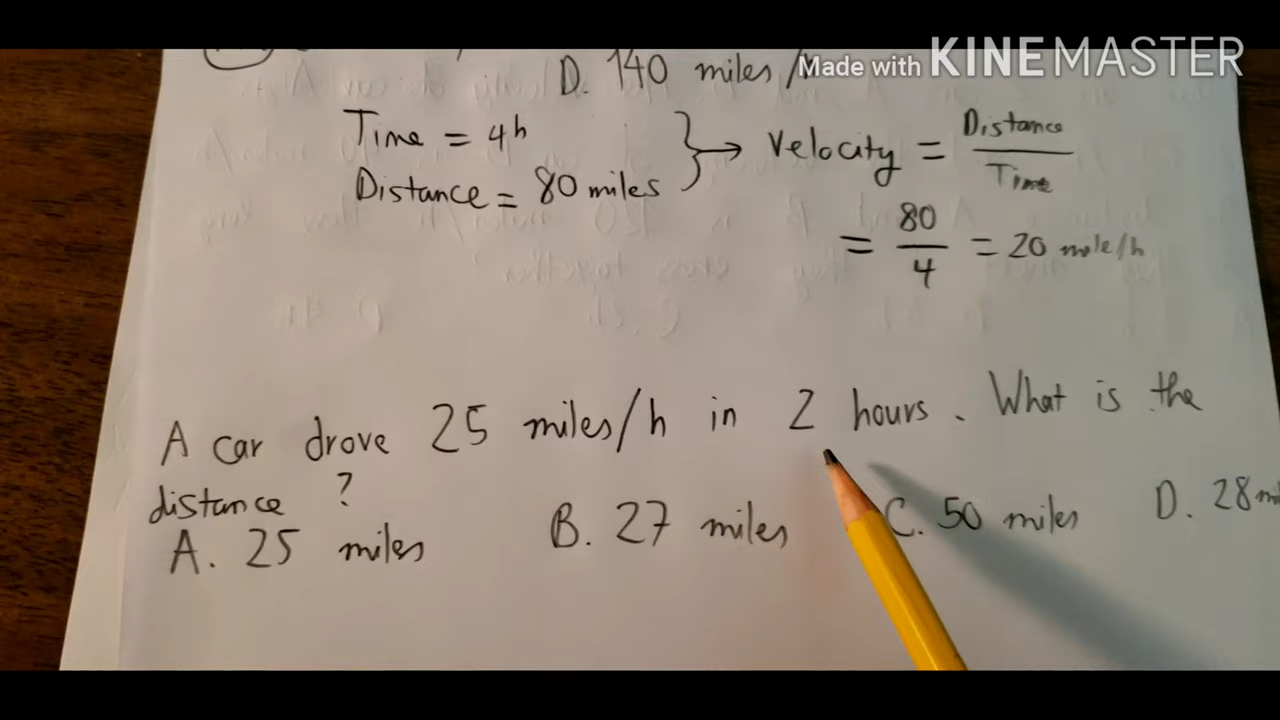 D. 140 miles/
Made with KINEMASTER
Time = 4h
Distance = 80 miles
Velocity = Distance / Time
= 80 / 4 = 20 mile/h
A car drove 25 miles/h in 2 hours. What is the
distance ?
A. 25 miles B. 27 miles C. 50 miles D. 28 mi